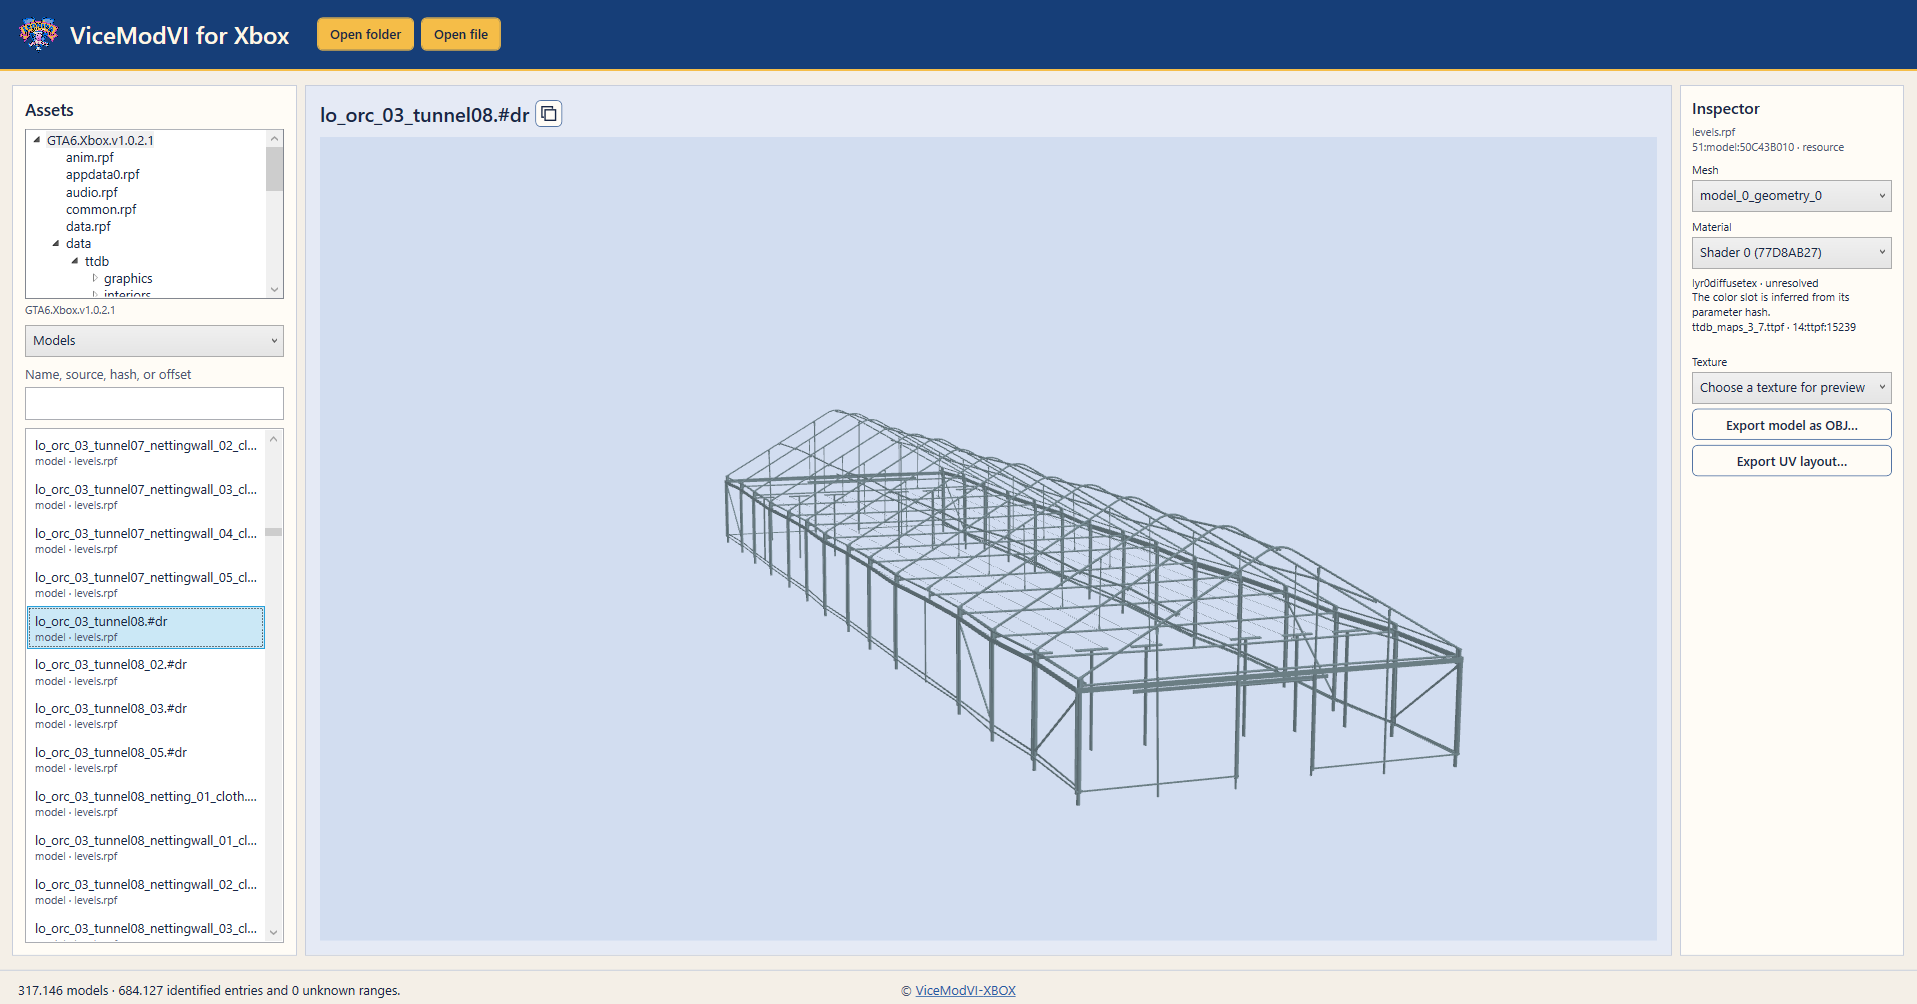 ViceModVI for Xbox
Open folder
Open file
Assets
GTA6.Xbox.v1.0.2.1
anim.rpf
appdata0.rpf
audio.rpf
common.rpf
data.rpf
data
ttdb
graphics
interiors
GTA6.Xbox.v1.0.2.1
Models
Name, source, hash, or offset
lo_orc_03_tunnel07_nettingwall_02_cl...
model · levels.rpf
lo_orc_03_tunnel07_nettingwall_03_cl...
model · levels.rpf
lo_orc_03_tunnel07_nettingwall_04_cl...
model · levels.rpf
lo_orc_03_tunnel07_nettingwall_05_cl...
model · levels.rpf
lo_orc_03_tunnel08.#dr
model · levels.rpf
lo_orc_03_tunnel08_02.#dr
model · levels.rpf
lo_orc_03_tunnel08_03.#dr
model · levels.rpf
lo_orc_03_tunnel08_05.#dr
model · levels.rpf
lo_orc_03_tunnel08_netting_01_cloth....
model · levels.rpf
lo_orc_03_tunnel08_nettingwall_01_cl...
model · levels.rpf
lo_orc_03_tunnel08_nettingwall_02_cl...
model · levels.rpf
lo_orc_03_tunnel08_nettingwall_03_cl...
lo_orc_03_tunnel08.#dr
Inspector
levels.rpf
51:model:50C43B010 · resource
Mesh
model_0_geometry_0
Material
Shader 0 (77D8AB27)
lyr0diffusetex · unresolved
The color slot is inferred from its
parameter hash.
ttdb_maps_3_7.ttpf · 14:ttpf:15239
Texture
Choose a texture for preview
Export model as OBJ...
Export UV layout...
317.146 models · 684.127 identified entries and 0 unknown ranges.
© ViceModVI-XBOX